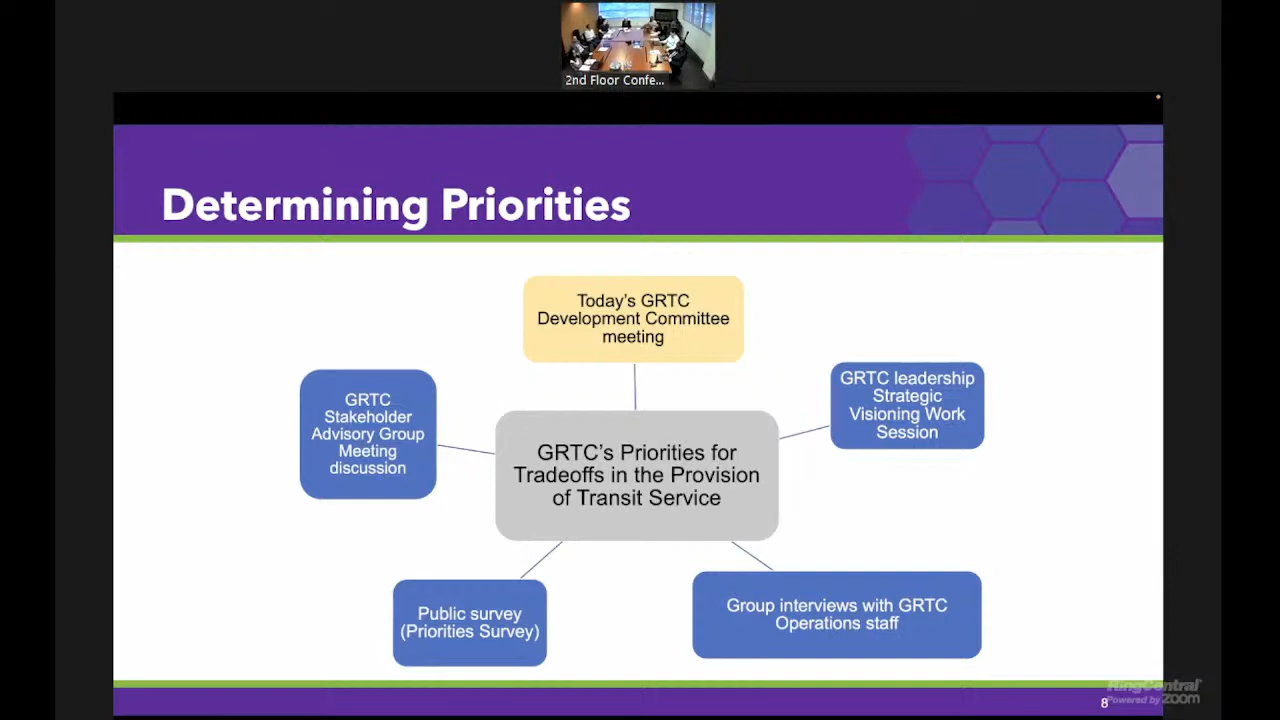 2nd Floor Confe...
Determining Priorities
Today's GRTC
Development Committee
meeting
GRTC
Stakeholder
Advisory Group
Meeting
discussion
GRTC leadership
Strategic
Visioning Work
Session
GRTC's Priorities for
Tradeoffs in the Provision
of Transit Service
Public survey
(Priorities Survey)
Group interviews with GRTC
Operations staff
8
RingCentral
Powered by zoom